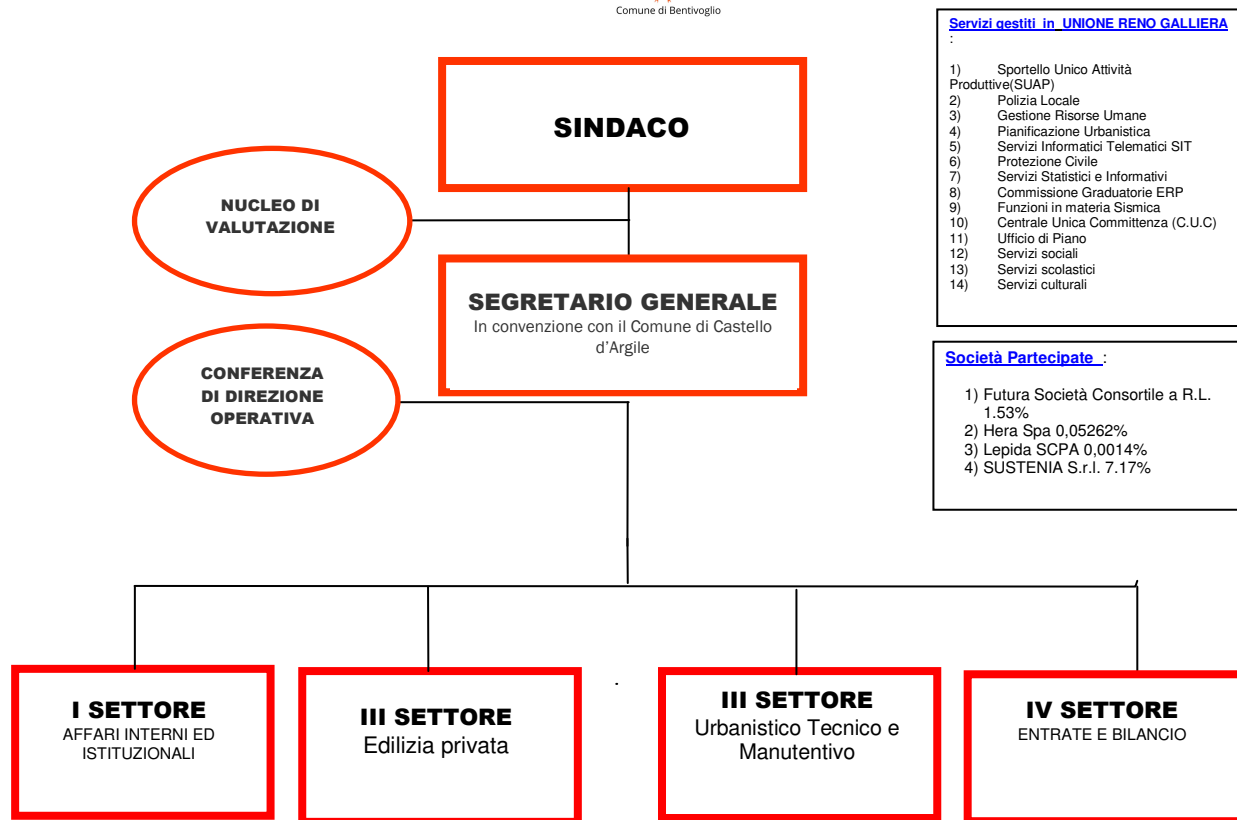 Comune di Bentivoglio
SINDACO
NUCLEO DI
VALUTAZIONE
SEGRETARIO GENERALE
In convenzione con il Comune di Castello
d'Argile
CONFERENZA
DI DIREZIONE
OPERATIVA
Servizi gestiti in UNIONE RENO GALLIERA
:
1) Sportello Unico Attività
Produttive(SUAP)
2) Polizia Locale
3) Gestione Risorse Umane
4) Pianificazione Urbanistica
5) Servizi Informatici Telematici SIT
6) Protezione Civile
7) Servizi Statistici e Informativi
8) Commissione Graduatorie ERP
9) Funzioni in materia Sismica
10) Centrale Unica Committenza (C.U.C)
11) Ufficio di Piano
12) Servizi sociali
13) Servizi scolastici
14) Servizi culturali
Società Partecipate :
1) Futura Società Consortile a R.L.
1.53%
2) Hera Spa 0,05262%
3) Lepida SCPA 0,0014%
4) SUSTENIA S.r.l. 7.17%
I SETTORE
AFFARI INTERNI ED
ISTITUZIONALI
III SETTORE
Edilizia privata
.
III SETTORE
Urbanistico Tecnico e
Manutentivo
IV SETTORE
ENTRATE E BILANCIO